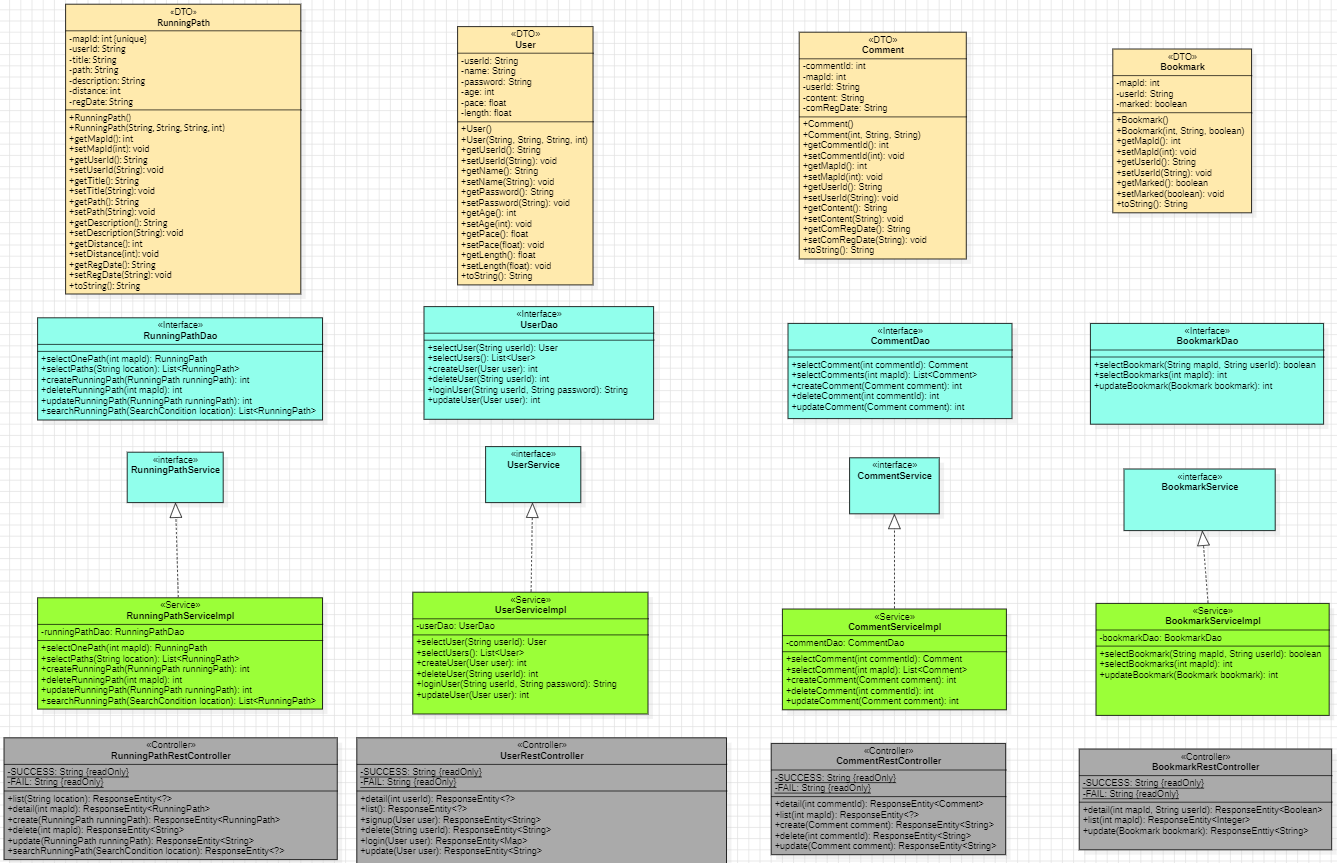 «DTO»
RunningPath
-mapId: int {unique}
-userId: String
-title: String
-path: String
-description: String
-distance: int
-regDate: String
+RunningPath()
+RunningPath(String, String, String, int)
+getMapId(): int
+setMapId(int): void
+getUserId(): String
+setUserId(String): void
+getTitle(): String
+setTitle(String): void
+getPath(): String
+setPath(String): void
+getDescription(): String
+setDescription(String): void
+getDistance(): int
+setDistance(int): void
+getRegDate(): String
+setRegDate(String): void
+toString(): String
«DTO»
User
-userId: String
-name: String
-password: String
-age: int
-pace: float
-length: float
+User()
+User(String, String, String, int)
+getUserId(): String
+setUserId(String): void
+getName(): String
+setName(String): void
+getPassword(): String
+setPassword(String): void
+getAge(): int
+setAge(int): void
+getPace(): float
+setPace(float): void
+getLength(): float
+setLength(float): void
+toString(): String
«DTO»
Comment
-commentId: int
-mapId: int
-userId: String
-content: String
-comRegDate: String
+Comment()
+Comment(int, String, String)
+getCommentId(): int
+setCommentId(int): void
+getMapId(): int
+setMapId(int): void
+getUserId(): String
+setUserId(String): void
+getContent(): String
+setContent(String): void
+getComRegDate(): String
+setComRegDate(String): void
+toString(): String
«DTO»
Bookmark
-mapId: int
-userId: String
-marked: boolean
+Bookmark()
+Bookmark(int, String, boolean)
+getMapId(): int
+setMapId(int): void
+getUserId(): String
+setUserId(String): void
+getMarked(): boolean
+setMarked(boolean): void
+toString(): String
«Interface»
RunningPathDao
+selectOnePath(int mapId): RunningPath
+selectPaths(String location): List<RunningPath>
+createRunningPath(RunningPath runningPath): int
+deleteRunningPath(int mapId): int
+updateRunningPath(RunningPath runningPath): int
+searchRunningPath(SearchCondition location): List<RunningPath>
«Interface»
UserDao
+selectUser(String userId): User
+selectUsers(): List<User>
+createUser(User user): int
+deleteUser(String userId): int
+loginUser(String userId, String password): String
+updateUser(User user): int
«Interface»
CommentDao
+selectComment(int commentId): Comment
+selectComments(int mapId): List<Comment>
+createComment(Comment comment): int
+deleteComment(int commentId): int
+updateComment(Comment comment): int
«Interface»
BookmarkDao
+selectBookmark(String mapId, String userId): boolean
+selectBookmarks(int mapId): int
+updateBookmark(Bookmark bookmark): int
«interface»
RunningPathService
«interface»
UserService
«interface»
CommentService
«interface»
BookmarkService
«Service»
RunningPathServiceImpl
-runningPathDao: RunningPathDao
+selectOnePath(int mapId): RunningPath
+selectPaths(String location): List<RunningPath>
+createRunningPath(RunningPath runningPath): int
+deleteRunningPath(int mapId): int
+updateRunningPath(RunningPath runningPath): int
+searchRunningPath(SearchCondition location): List<RunningPath>
«Service»
UserServiceImpl
-userDao: UserDao
+selectUser(String userId): User
+selectUsers(): List<User>
+createUser(User user): int
+deleteUser(String userId): int
+loginUser(String userId, String password): String
+updateUser(User user): int
«Service»
CommentServiceImpl
-commentDao: CommentDao
+selectComment(int commentId): Comment
+selectComment(int mapId): List<Comment>
+createComment(Comment comment): int
+deleteComment(int commentId): int
+updateComment(Comment comment): int
«Service»
BookmarkServiceImpl
-bookmarkDao: BookmarkDao
+selectBookmark(String mapId, String userId): boolean
+selectBookmarks(int mapId): int
+updateBookmark(Bookmark bookmark): int
«Controller»
RunningPathRestController
-SUCCESS: String {readOnly}
-FAIL: String {readOnly}
+list(String location): ResponseEntity<?>
+detail(int mapId): ResponseEntity<RunningPath>
+create(RunningPath runningPath): ResponseEntity<RunningPath>
+delete(int mapId): ResponseEntity<String>
+update(RunningPath runningPath): ResponseEntity<String>
+searchRunningPath(SearchCondition location): ResponseEntity<?>
«Controller»
UserRestController
-SUCCESS: String {readOnly}
-FAIL: String {readOnly}
+detail(int userId): ResponseEntity<?>
+list(): ResponseEntity<?>
+signup(User user): ResponseEntity<String>
+delete(String userId): ResponseEntity<String>
+login(User user): ResponseEntity<Map>
+update(User user): ResponseEntity<String>
«Controller»
CommentRestController
-SUCCESS: String {readOnly}
-FAIL: String {readOnly}
+detail(int commentId): ResponseEntity<Comment>
+list(int mapId): ResponseEntity<?>
+create(Comment comment): ResponseEntity<String>
+delete(int commentId): ResponseEntity<String>
+update(Comment comment): ResponseEntity<String>
«Controller»
BookmarkRestController
-SUCCESS: String {readOnly}
-FAIL: String {readOnly}
+detail(int mapId, String userId): ResponseEntity<Boolean>
+list(int mapId): ResponseEntity<Integer>
+update(Bookmark bookmark): ResponseEnttiy<String>